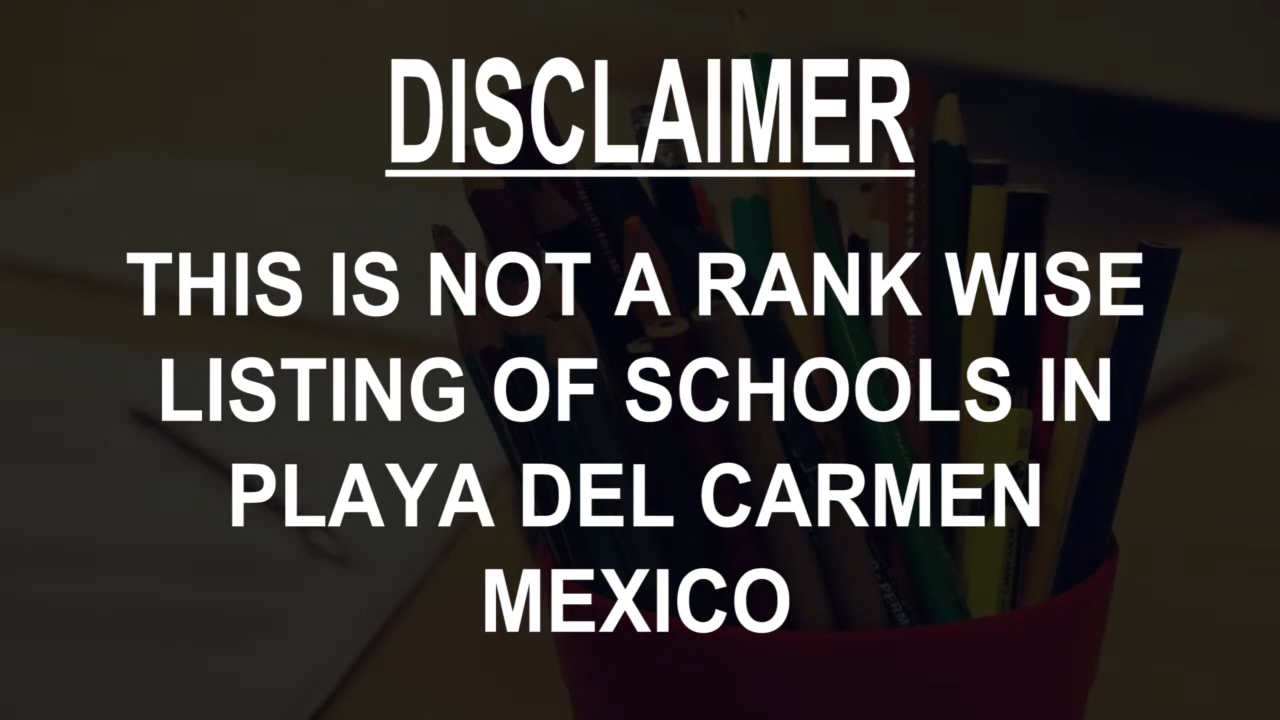 DISCLAIMER
THIS IS NOT A RANK WISE
LISTING OF SCHOOLS IN
PLAYA DEL CARMEN
MEXICO